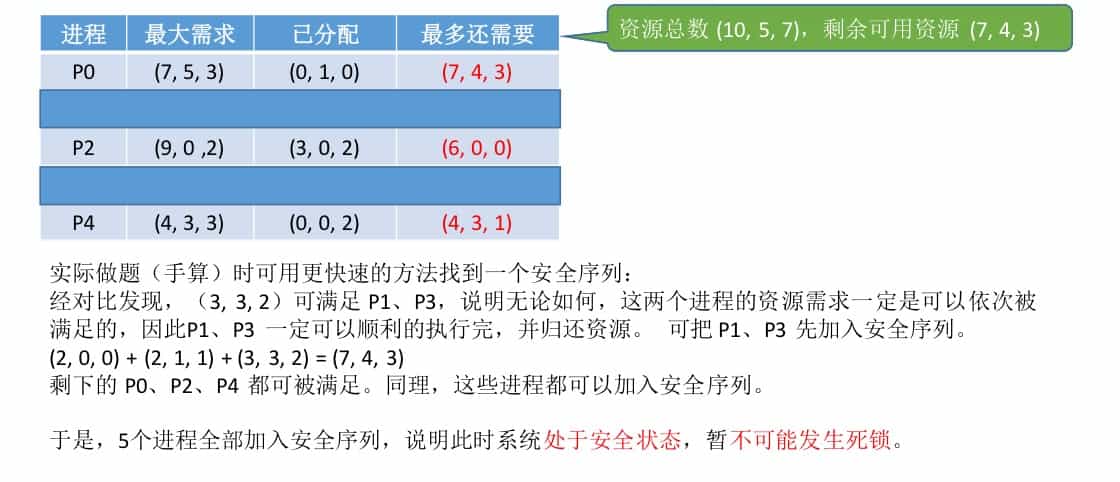 进程 最大需求 已分配 最多还需要
资源总数 (10, 5, 7)，剩余可用资源 (7, 4, 3)
P0 (7, 5, 3) (0, 1, 0) (7, 4, 3)
P2 (9, 0 ,2) (3, 0, 2) (6, 0, 0)
P4 (4, 3, 3) (0, 0, 2) (4, 3, 1)
实际做题（手算）时可用更快速的方法找到一个安全序列：
经对比发现，（3, 3, 2）可满足 P1、P3，说明无论如何，这两个进程的资源需求一定是可以依次被
满足的，因此P1、P3 一定可以顺利的执行完，并归还资源。 可把 P1、P3 先加入安全序列。
(2, 0, 0) + (2, 1, 1) + (3, 3, 2) = (7, 4, 3)
剩下的 P0、P2、P4 都可被满足。同理，这些进程都可以加入安全序列。
于是，5个进程全部加入安全序列，说明此时系统处于安全状态，暂不可能发生死锁。